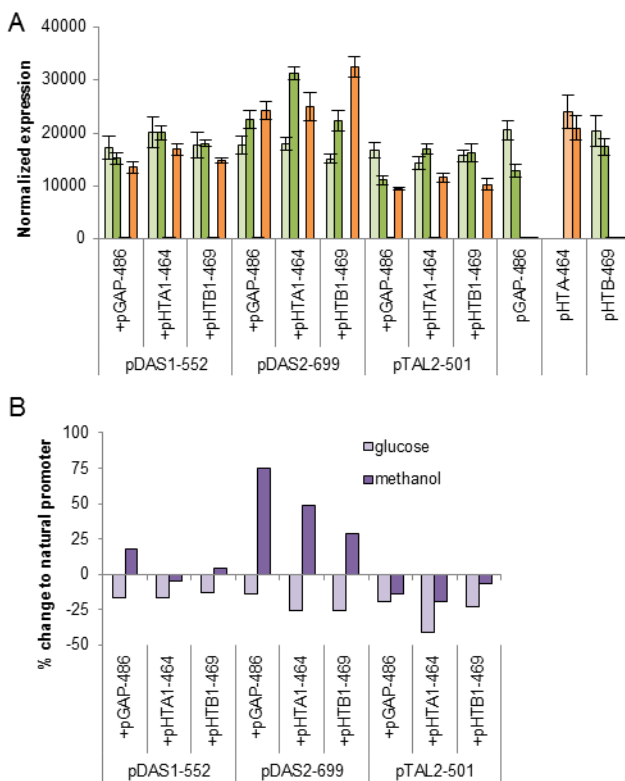 A
Normalized expression
40000
30000
20000
10000
0
+pGAP-486
+pHTA1-464
+pHTB1-469
+pGAP-486
+pHTA1-464
+pHTB1-469
+pGAP-486
+pHTA1-464
+pHTB1-469
pGAP-486
pHTA-464
pHTB-469
pDAS1-552
pDAS2-699
pTAL2-501
B
% change to natural promoter
100
75
50
25
0
-25
-50
glucose
methanol
+pGAP-486
+pHTA1-464
+pHTB1-469
+pGAP-486
+pHTA1-464
+pHTB1-469
+pGAP-486
+pHTA1-464
+pHTB1-469
pDAS1-552
pDAS2-699
pTAL2-501